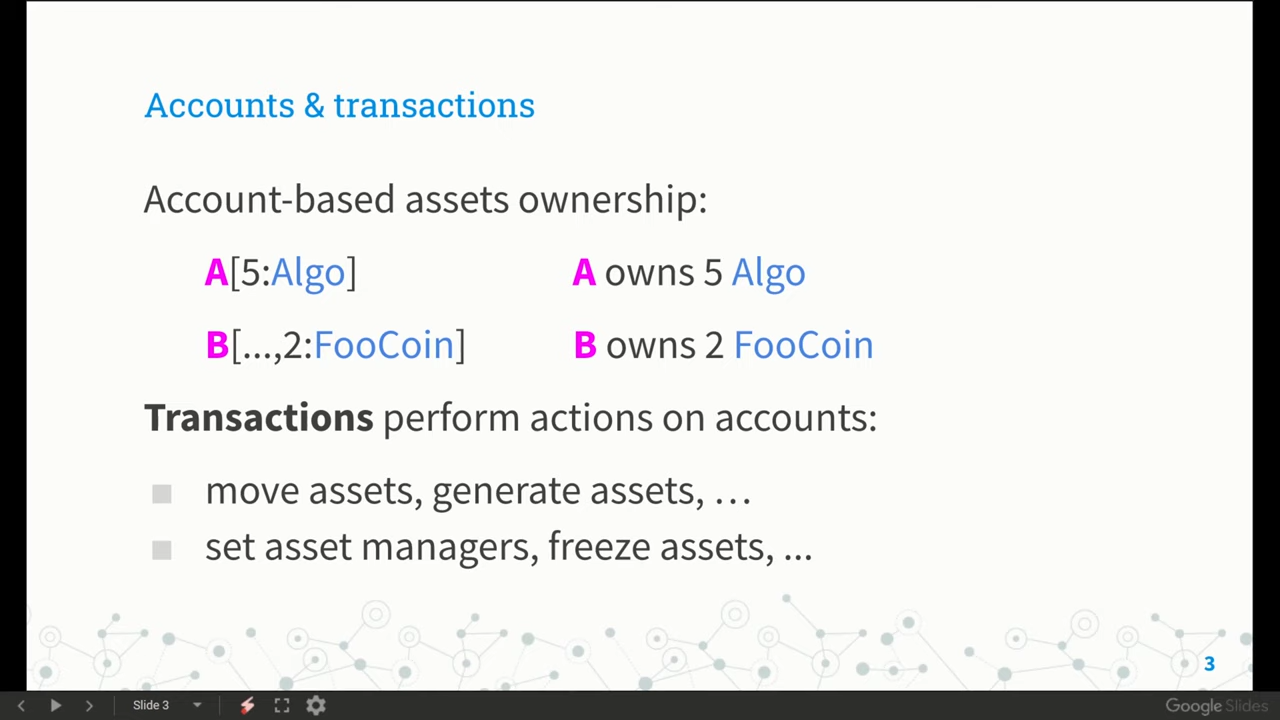 Accounts & transactions
Account-based assets ownership:
A[5:Algo] A owns 5 Algo
B[...,2:FooCoin] B owns 2 FooCoin
Transactions perform actions on accounts:
move assets, generate assets, …
set asset managers, freeze assets, ...
3
Slide 3
Google Slides